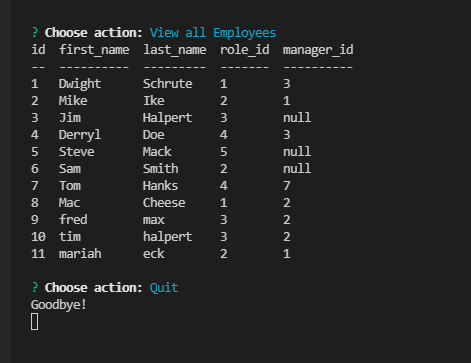 ? Choose action: View all Employees
id  first_name  last_name  role_id  manager_id
--  ----------  ---------  -------  ----------
1   Dwight      Schrute    1        3
2   Mike        Ike        2        1
3   Jim         Halpert    3        null
4   Derryl      Doe        4        3
5   Steve       Mack       5        null
6   Sam         Smith      2        null
7   Tom         Hanks      4        7
8   Mac         Cheese     1        2
9   fred        max        3        2
10  tim         halpert    3        2
11  mariah      eck        2        1
? Choose action: Quit
Goodbye!